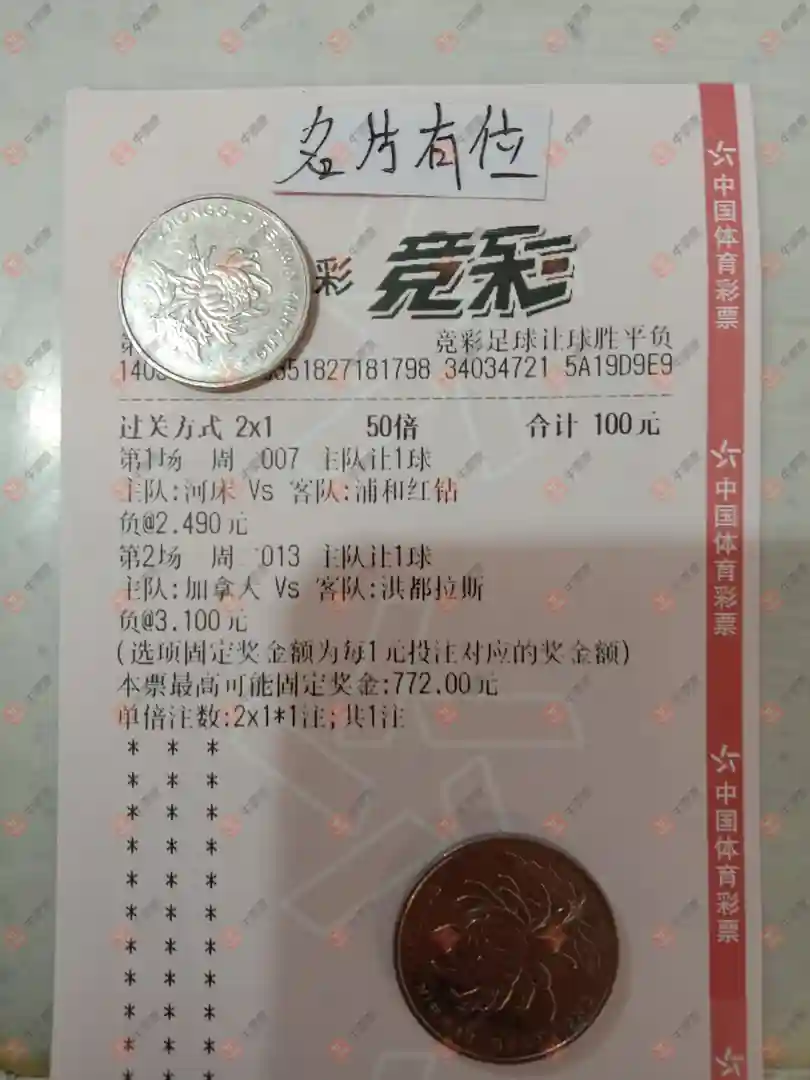 名片有位
彩 竞彩
竞彩足球让球胜平负
351827181798 34034721 5A19D9E9
过关方式 2x1 50倍 合计 100元
第1场 周 007 主队让1球
主队:河床 Vs 客队:浦和红钻
负@2.490元
第2场 周二013 主队让1球
主队:加拿大 Vs 客队:洪都拉斯
负@3.100元
(选项固定奖金额为每1元投注对应的奖金额)
本票最高可能固定奖金:772.00元
单倍注数:2x1*1注;共1注
* * *
* * *
* * *
* * *
* * *
* * *
* * *
* * *
* * *
* * *
* * *
中国体育彩票
中国体育彩票
中国体育彩票